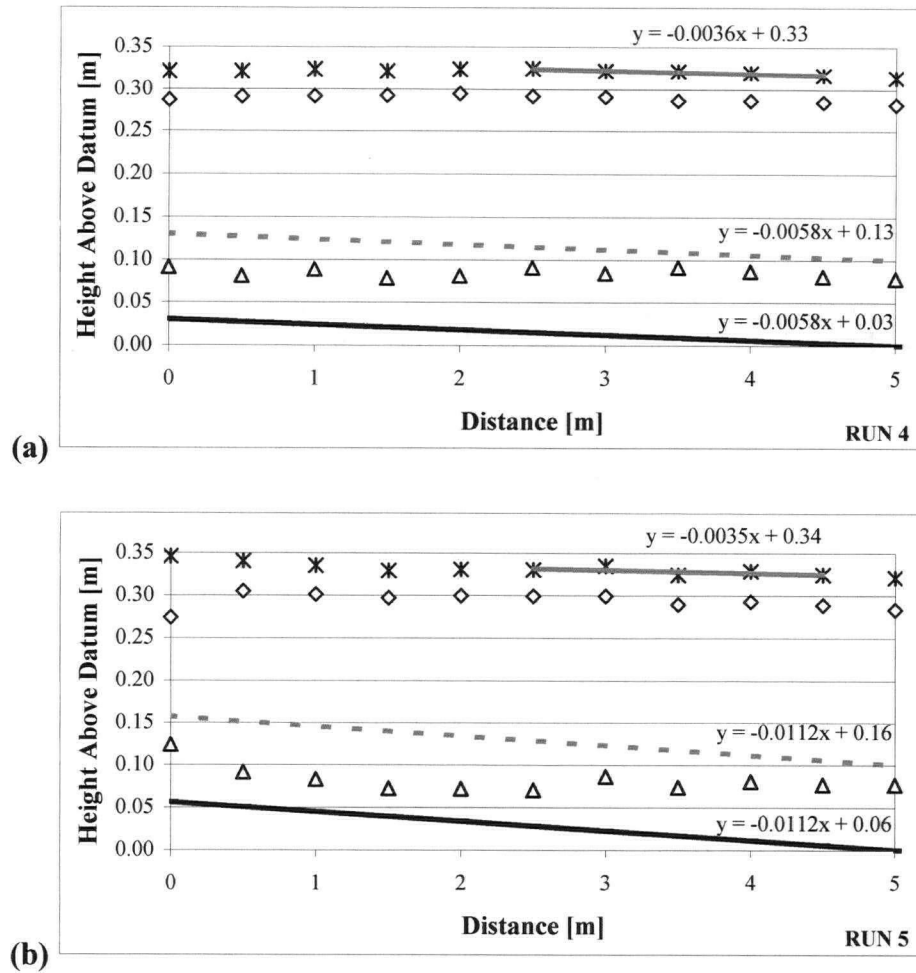 y = -0.0036x + 0.33
0.35
0.30
0.25
0.20
0.15
0.10
0.05
0.00
Height Above Datum [m]
y = -0.0058x + 0.13
y = -0.0058x + 0.03
0 1 2 3 4 5
Distance [m]
RUN 4
(a)
y = -0.0035x + 0.34
0.35
0.30
0.25
0.20
0.15
0.10
0.05
0.00
Height Above Datum [m]
y = -0.0112x + 0.16
y = -0.0112x + 0.06
0 1 2 3 4 5
Distance [m]
RUN 5
(b)